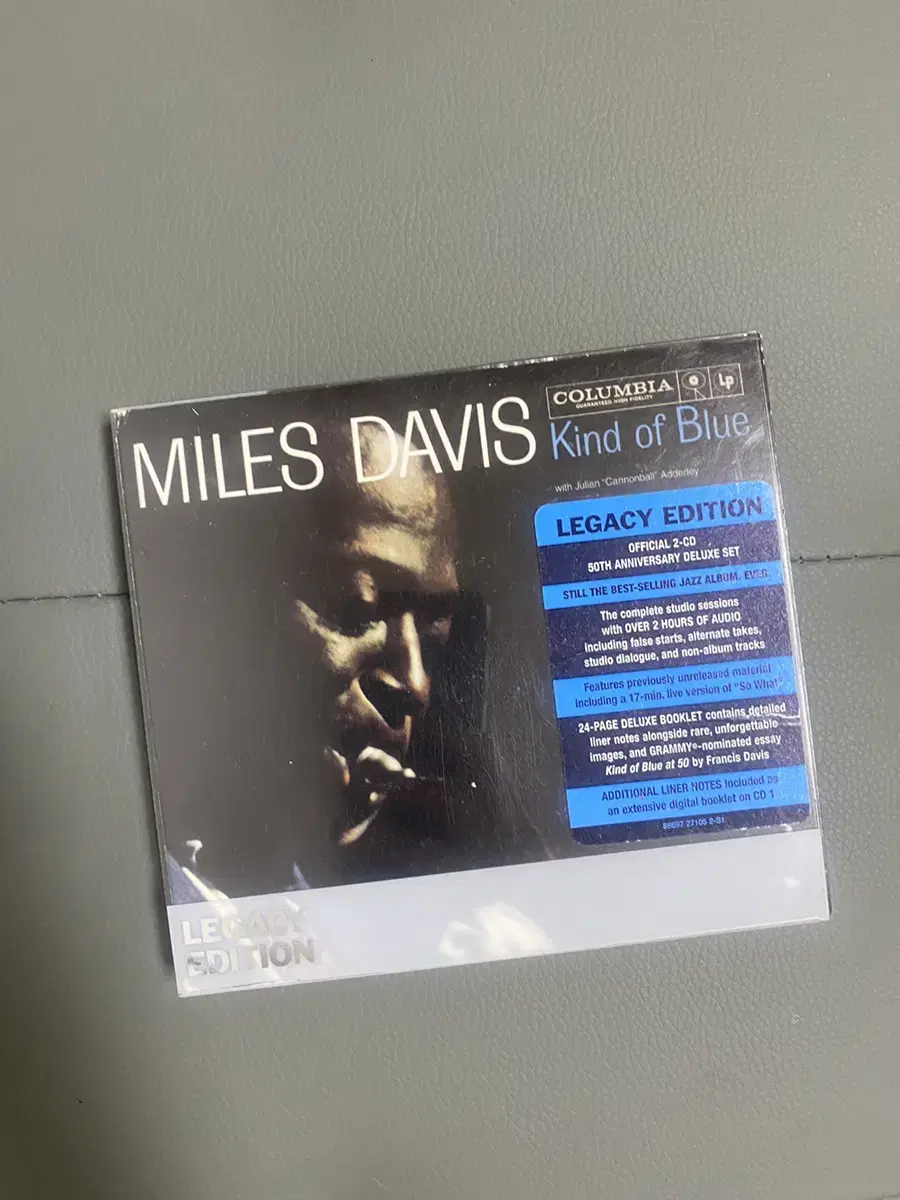 MILES DAVIS
COLUMBIA
GUARANTEED HIGH FIDELITY
Lp
Kind of Blue
with Julian "Cannonball" Adderley
LEGACY EDITION
OFFICIAL 2-CD
50TH ANNIVERSARY DELUXE SET
STILL THE BEST-SELLING JAZZ ALBUM. EVER.
The complete studio sessions
with OVER 2 HOURS OF AUDIO
including false starts, alternate takes,
studio dialogue, and non-album tracks
Features previously unreleased material
including a 17-min. live version of "So What"
24-PAGE DELUXE BOOKLET contains detailed
liner notes alongside rare, unforgettable
images, and GRAMMY®-nominated essay
Kind of Blue at 50 by Francis Davis
ADDITIONAL LINER NOTES included as
an extensive digital booklet on CD 1
88697 27105 2-S1
LEGACY
EDITION